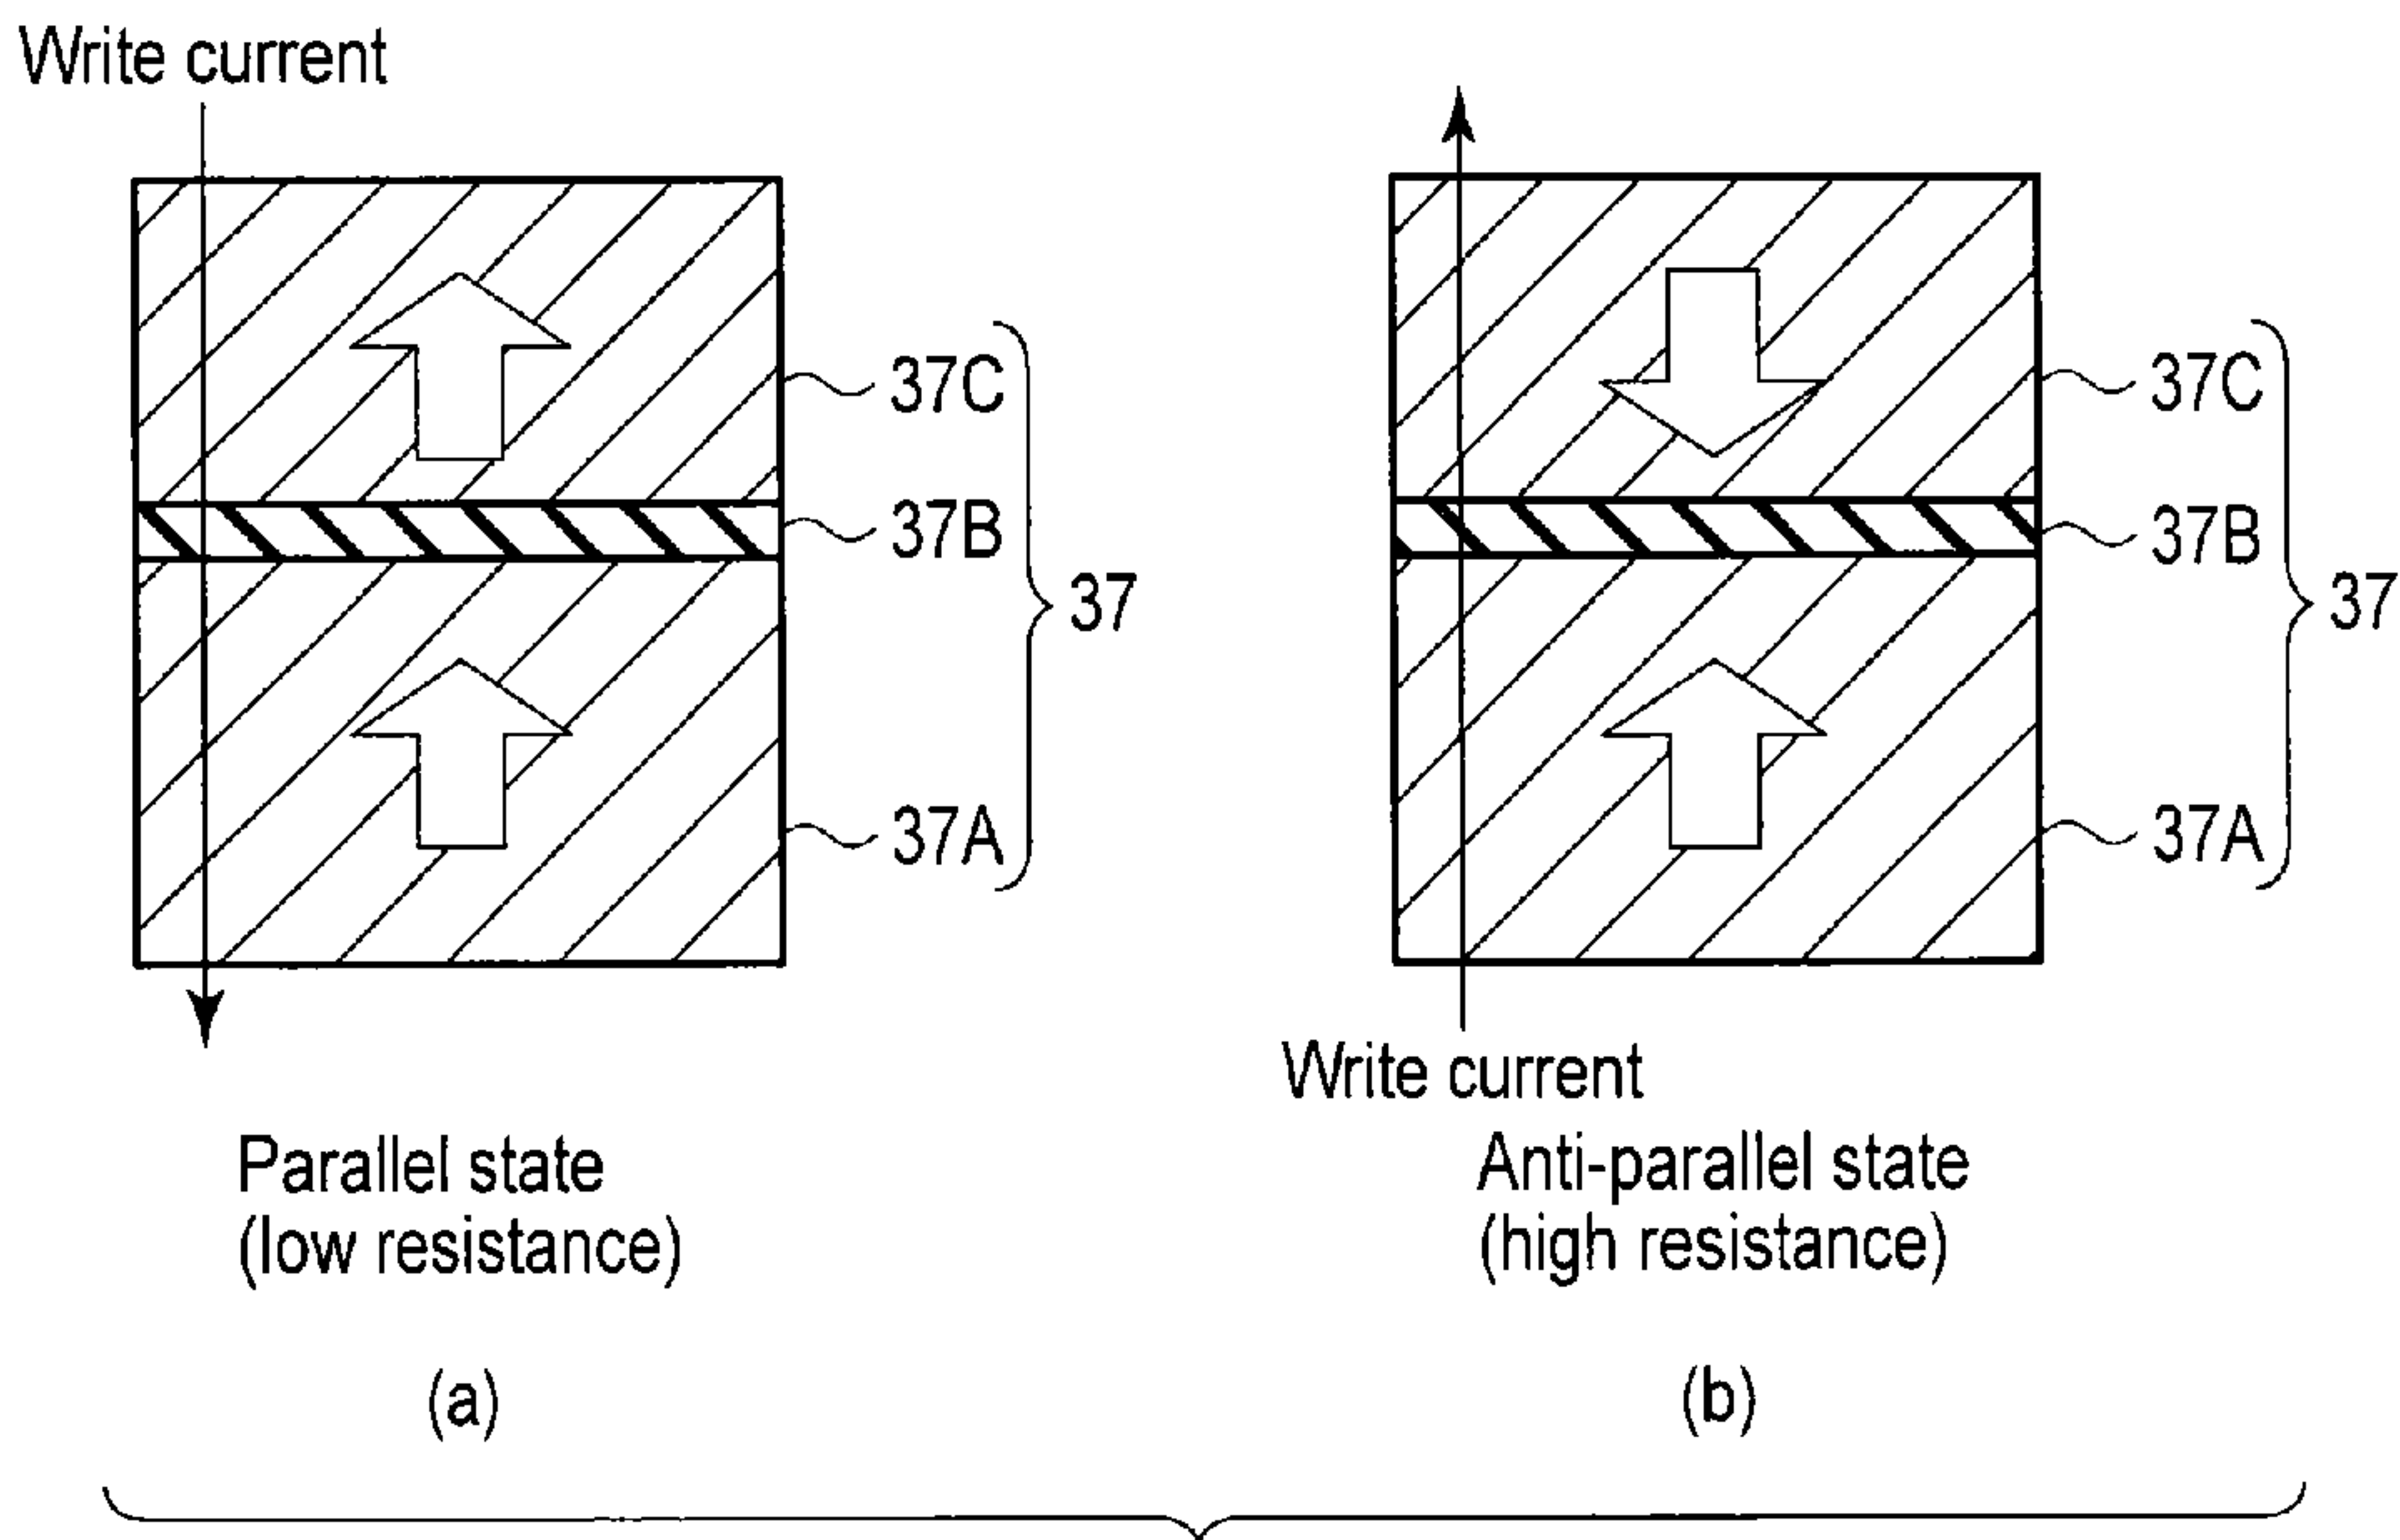 Write current
37C
37B
37
37A
Parallel state
(low resistance)
(a)
37C
37B
37
37A
Write current
Anti-parallel state
(high resistance)
(b)